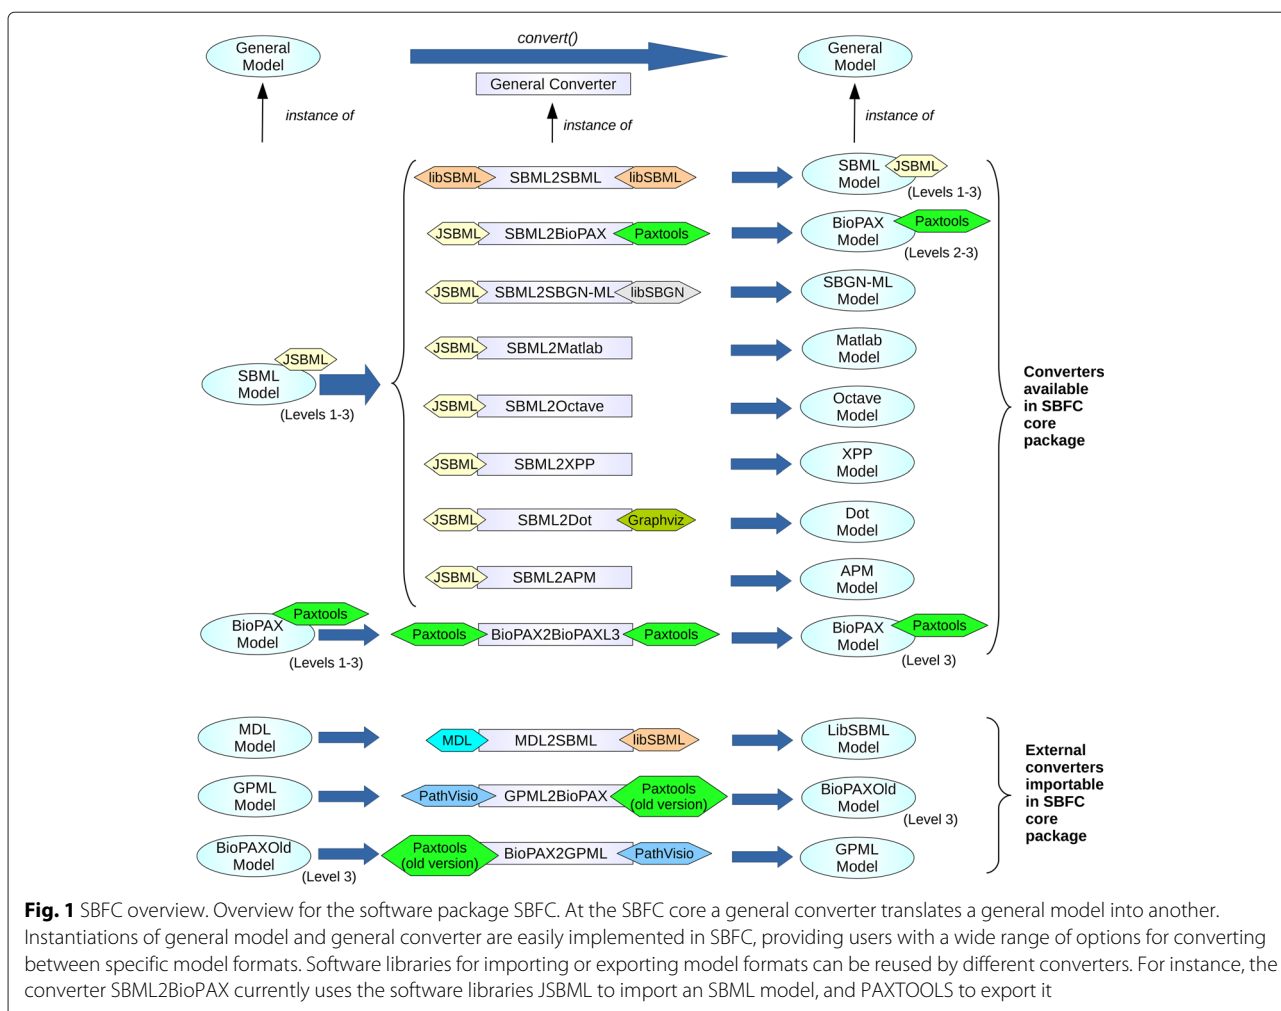 General
Model
convert()
General Converter
General
Model
instance of
instance of
instance of
libSBML SBML2SBML libSBML
SBML
Model
JSBML
(Levels 1-3)
JSBML SBML2BioPAX Paxtools
BioPAX
Model
Paxtools
(Levels 2-3)
JSBML SBML2SBGN-ML libSBGN
SBGN-ML
Model
JSBML SBML2Matlab
Matlab
Model
JSBML
SBML
Model
(Levels 1-3)
JSBML SBML2Octave
Octave
Model
Converters
available
in SBFC
core
package
JSBML SBML2XPP
XPP
Model
JSBML SBML2Dot Graphviz
Dot
Model
JSBML SBML2APM
APM
Model
Paxtools
BioPAX
Model
(Levels 1-3)
Paxtools BioPAX2BioPAXL3 Paxtools
BioPAX
Model
Paxtools
(Level 3)
MDL
Model
MDL MDL2SBML libSBML
LibSBML
Model
GPML
Model
PathVisio GPML2BioPAX Paxtools
(old version)
BioPAXOld
Model
(Level 3)
External
converters
importable
in SBFC
core
package
BioPAXOld
Model
(Level 3)
Paxtools
(old version)
BioPAX2GPML PathVisio
GPML
Model
Fig. 1 SBFC overview. Overview for the software package SBFC. At the SBFC core a general converter translates a general model into another.
Instantiations of general model and general converter are easily implemented in SBFC, providing users with a wide range of options for converting
between specific model formats. Software libraries for importing or exporting model formats can be reused by different converters. For instance, the
converter SBML2BioPAX currently uses the software libraries JSBML to import an SBML model, and PAXTOOLS to export it